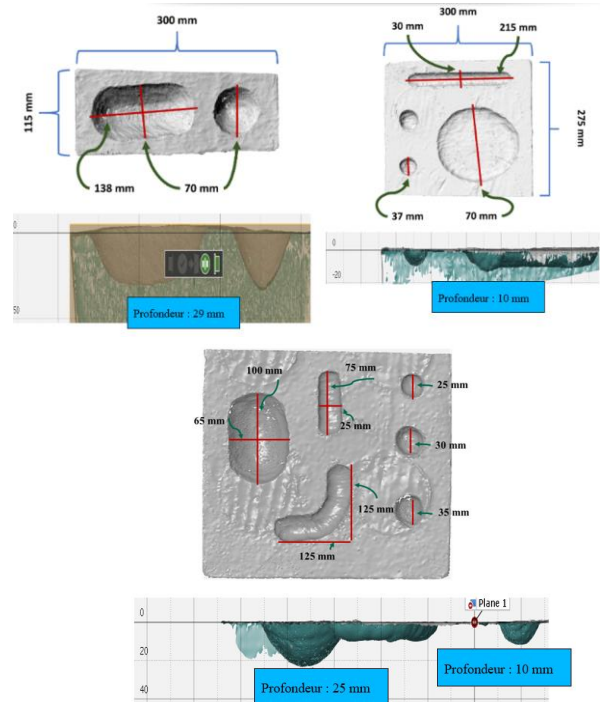 300 mm
115 mm
138 mm
70 mm
300 mm
30 mm
215 mm
275 mm
37 mm
70 mm
0
50
Profondeur : 29 mm
0
-20
Profondeur : 10 mm
100 mm
75 mm
25 mm
65 mm
25 mm
30 mm
125 mm
35 mm
125 mm
0
20
40
Plane 1
Profondeur : 25 mm
Profondeur : 10 mm